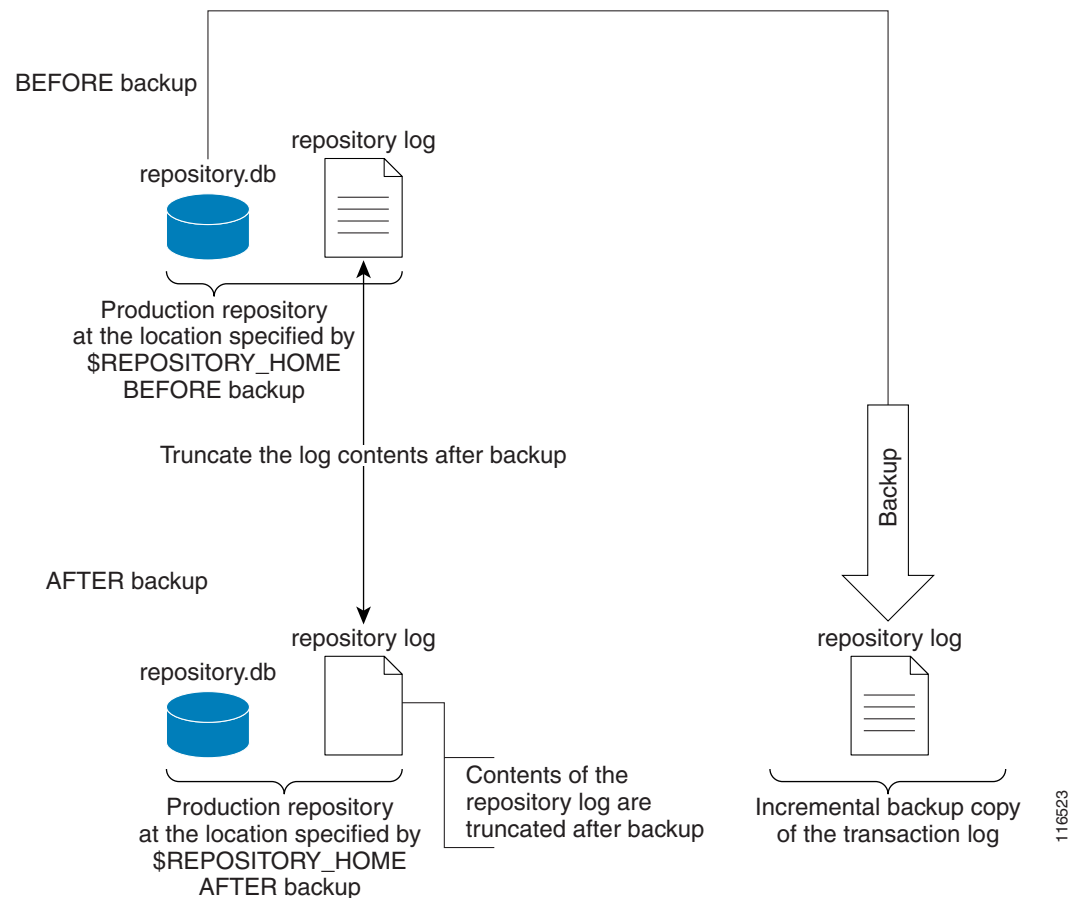 BEFORE backup
repository log
repository.db
Production repository
at the location specified by
$REPOSITORY_HOME
BEFORE backup
Truncate the log contents after backup
Backup
AFTER backup
repository log
repository.db
Contents of the
repository log are
truncated after backup
Production repository
at the location specified by
$REPOSITORY_HOME
AFTER backup
repository log
Incremental backup copy
of the transaction log
116523